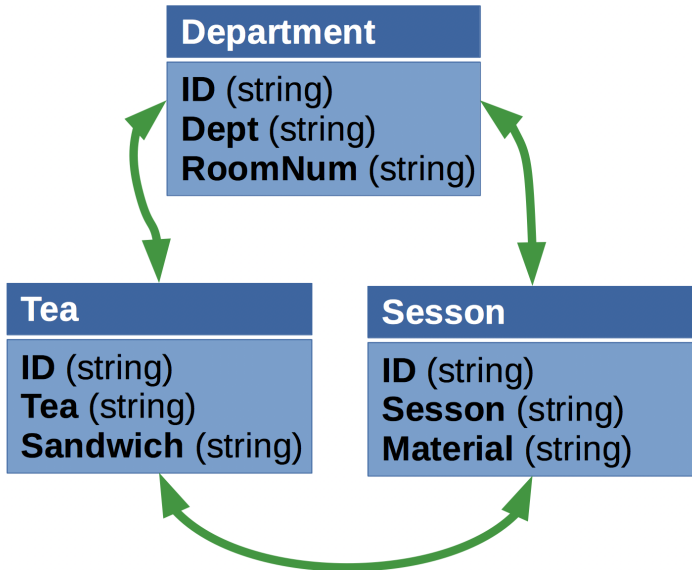 Department
ID (string)
Dept (string)
RoomNum (string)
Tea
ID (string)
Tea (string)
Sandwich (string)
Sesson
ID (string)
Sesson (string)
Material (string)